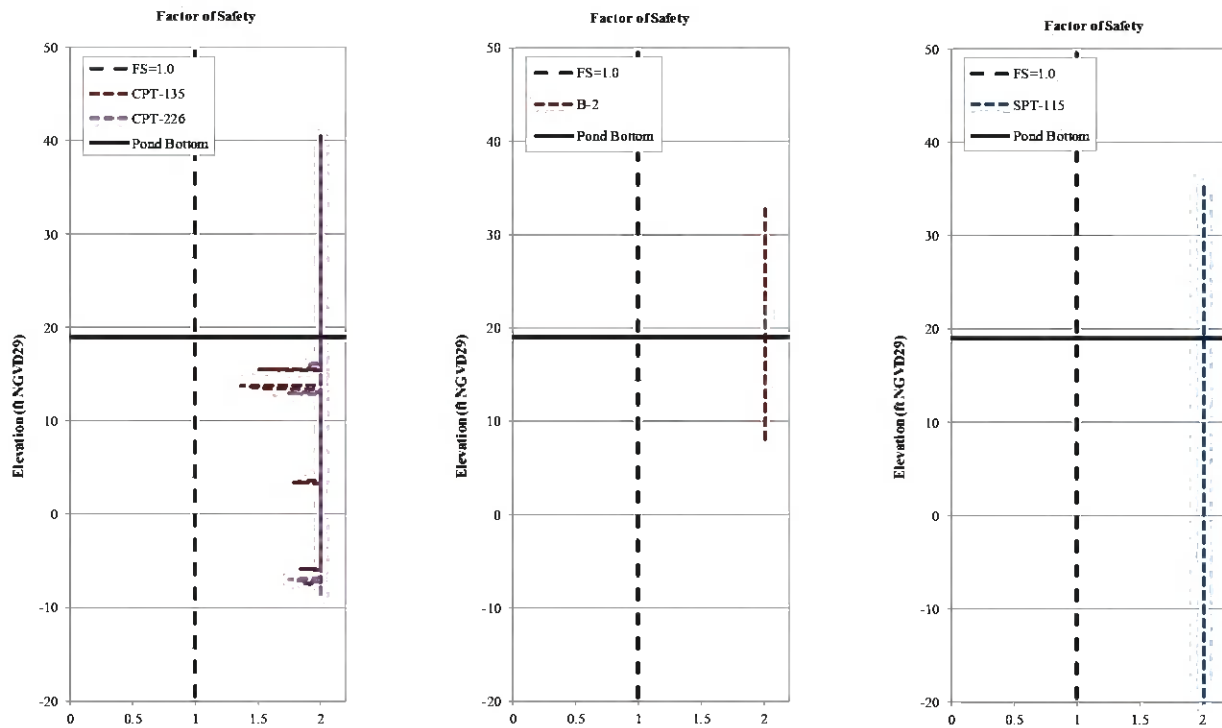 Factor of Safety
50
40
30
20
10
0
-10
-20
Elevation (ft NGVD29)
FS=1.0
CPT-135
CPT-226
Pond Bottom
0
0.5
1
1.5
2
Factor of Safety
50
40
30
20
10
0
-10
-20
Elevation (ft NGVD29)
FS=1.0
B-2
Pond Bottom
0
0.5
1
1.5
2
Factor of Safety
50
40
30
20
10
0
-10
-20
Elevation (ft NGVD29)
FS=1.0
SPT-115
Pond Bottom
0
0.5
1
1.5
2